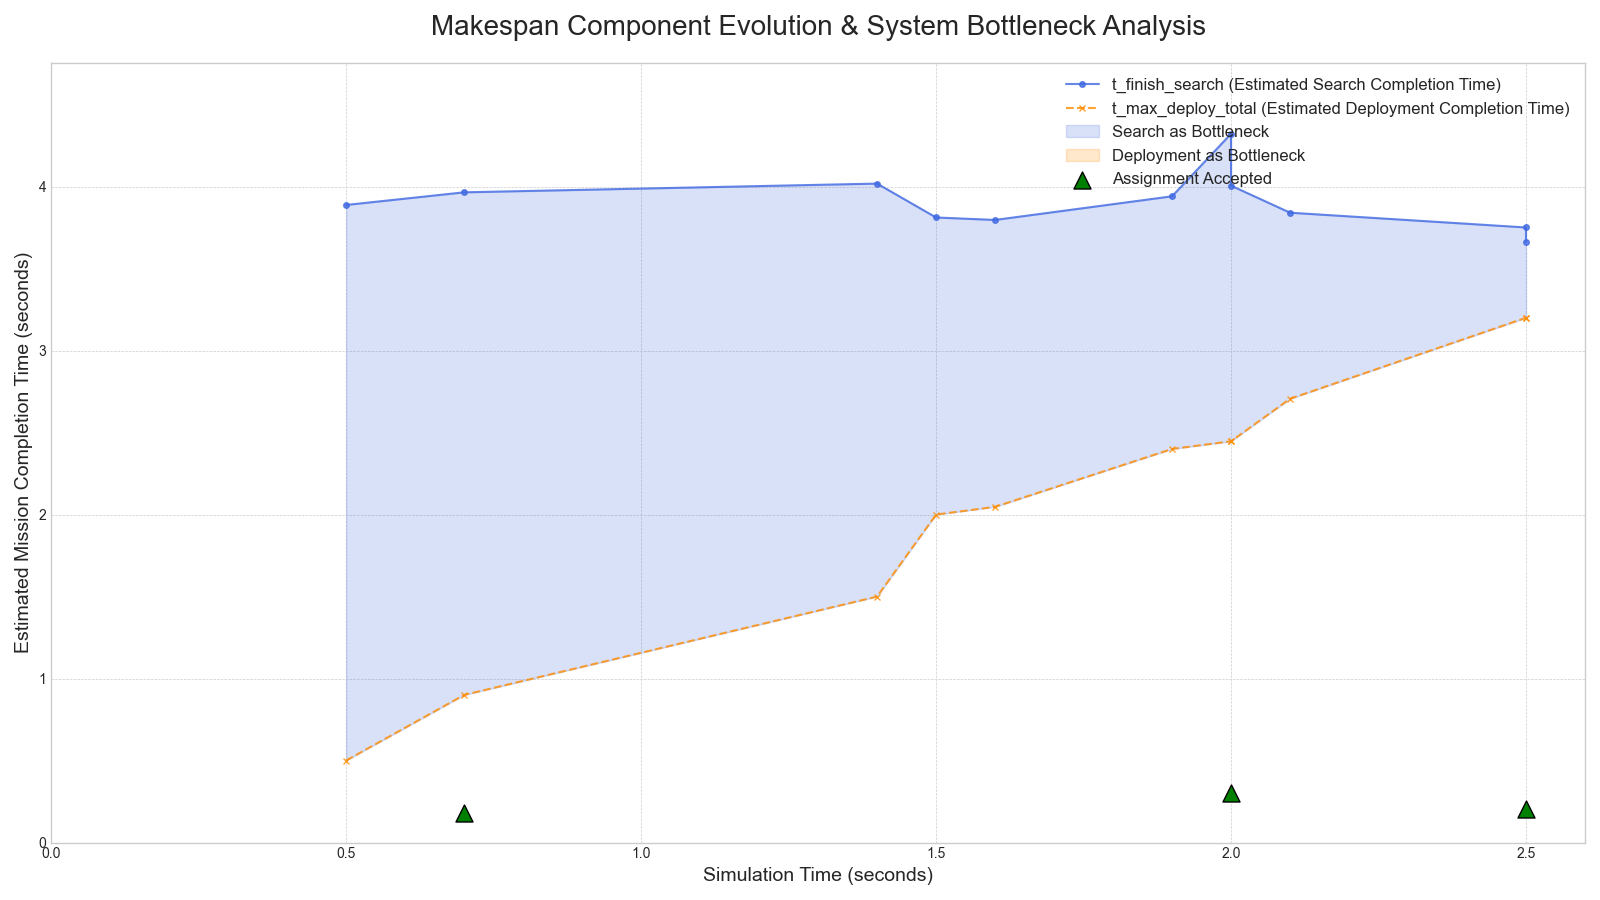 Makespan Component Evolution & System Bottleneck Analysis
t_finish_search (Estimated Search Completion Time)
t_max_deploy_total (Estimated Deployment Completion Time)
Search as Bottleneck
Deployment as Bottleneck
Assignment Accepted
Estimated Mission Completion Time (seconds)
4
3
2
1
0
0.0
0.5
1.0
1.5
2.0
2.5
Simulation Time (seconds)